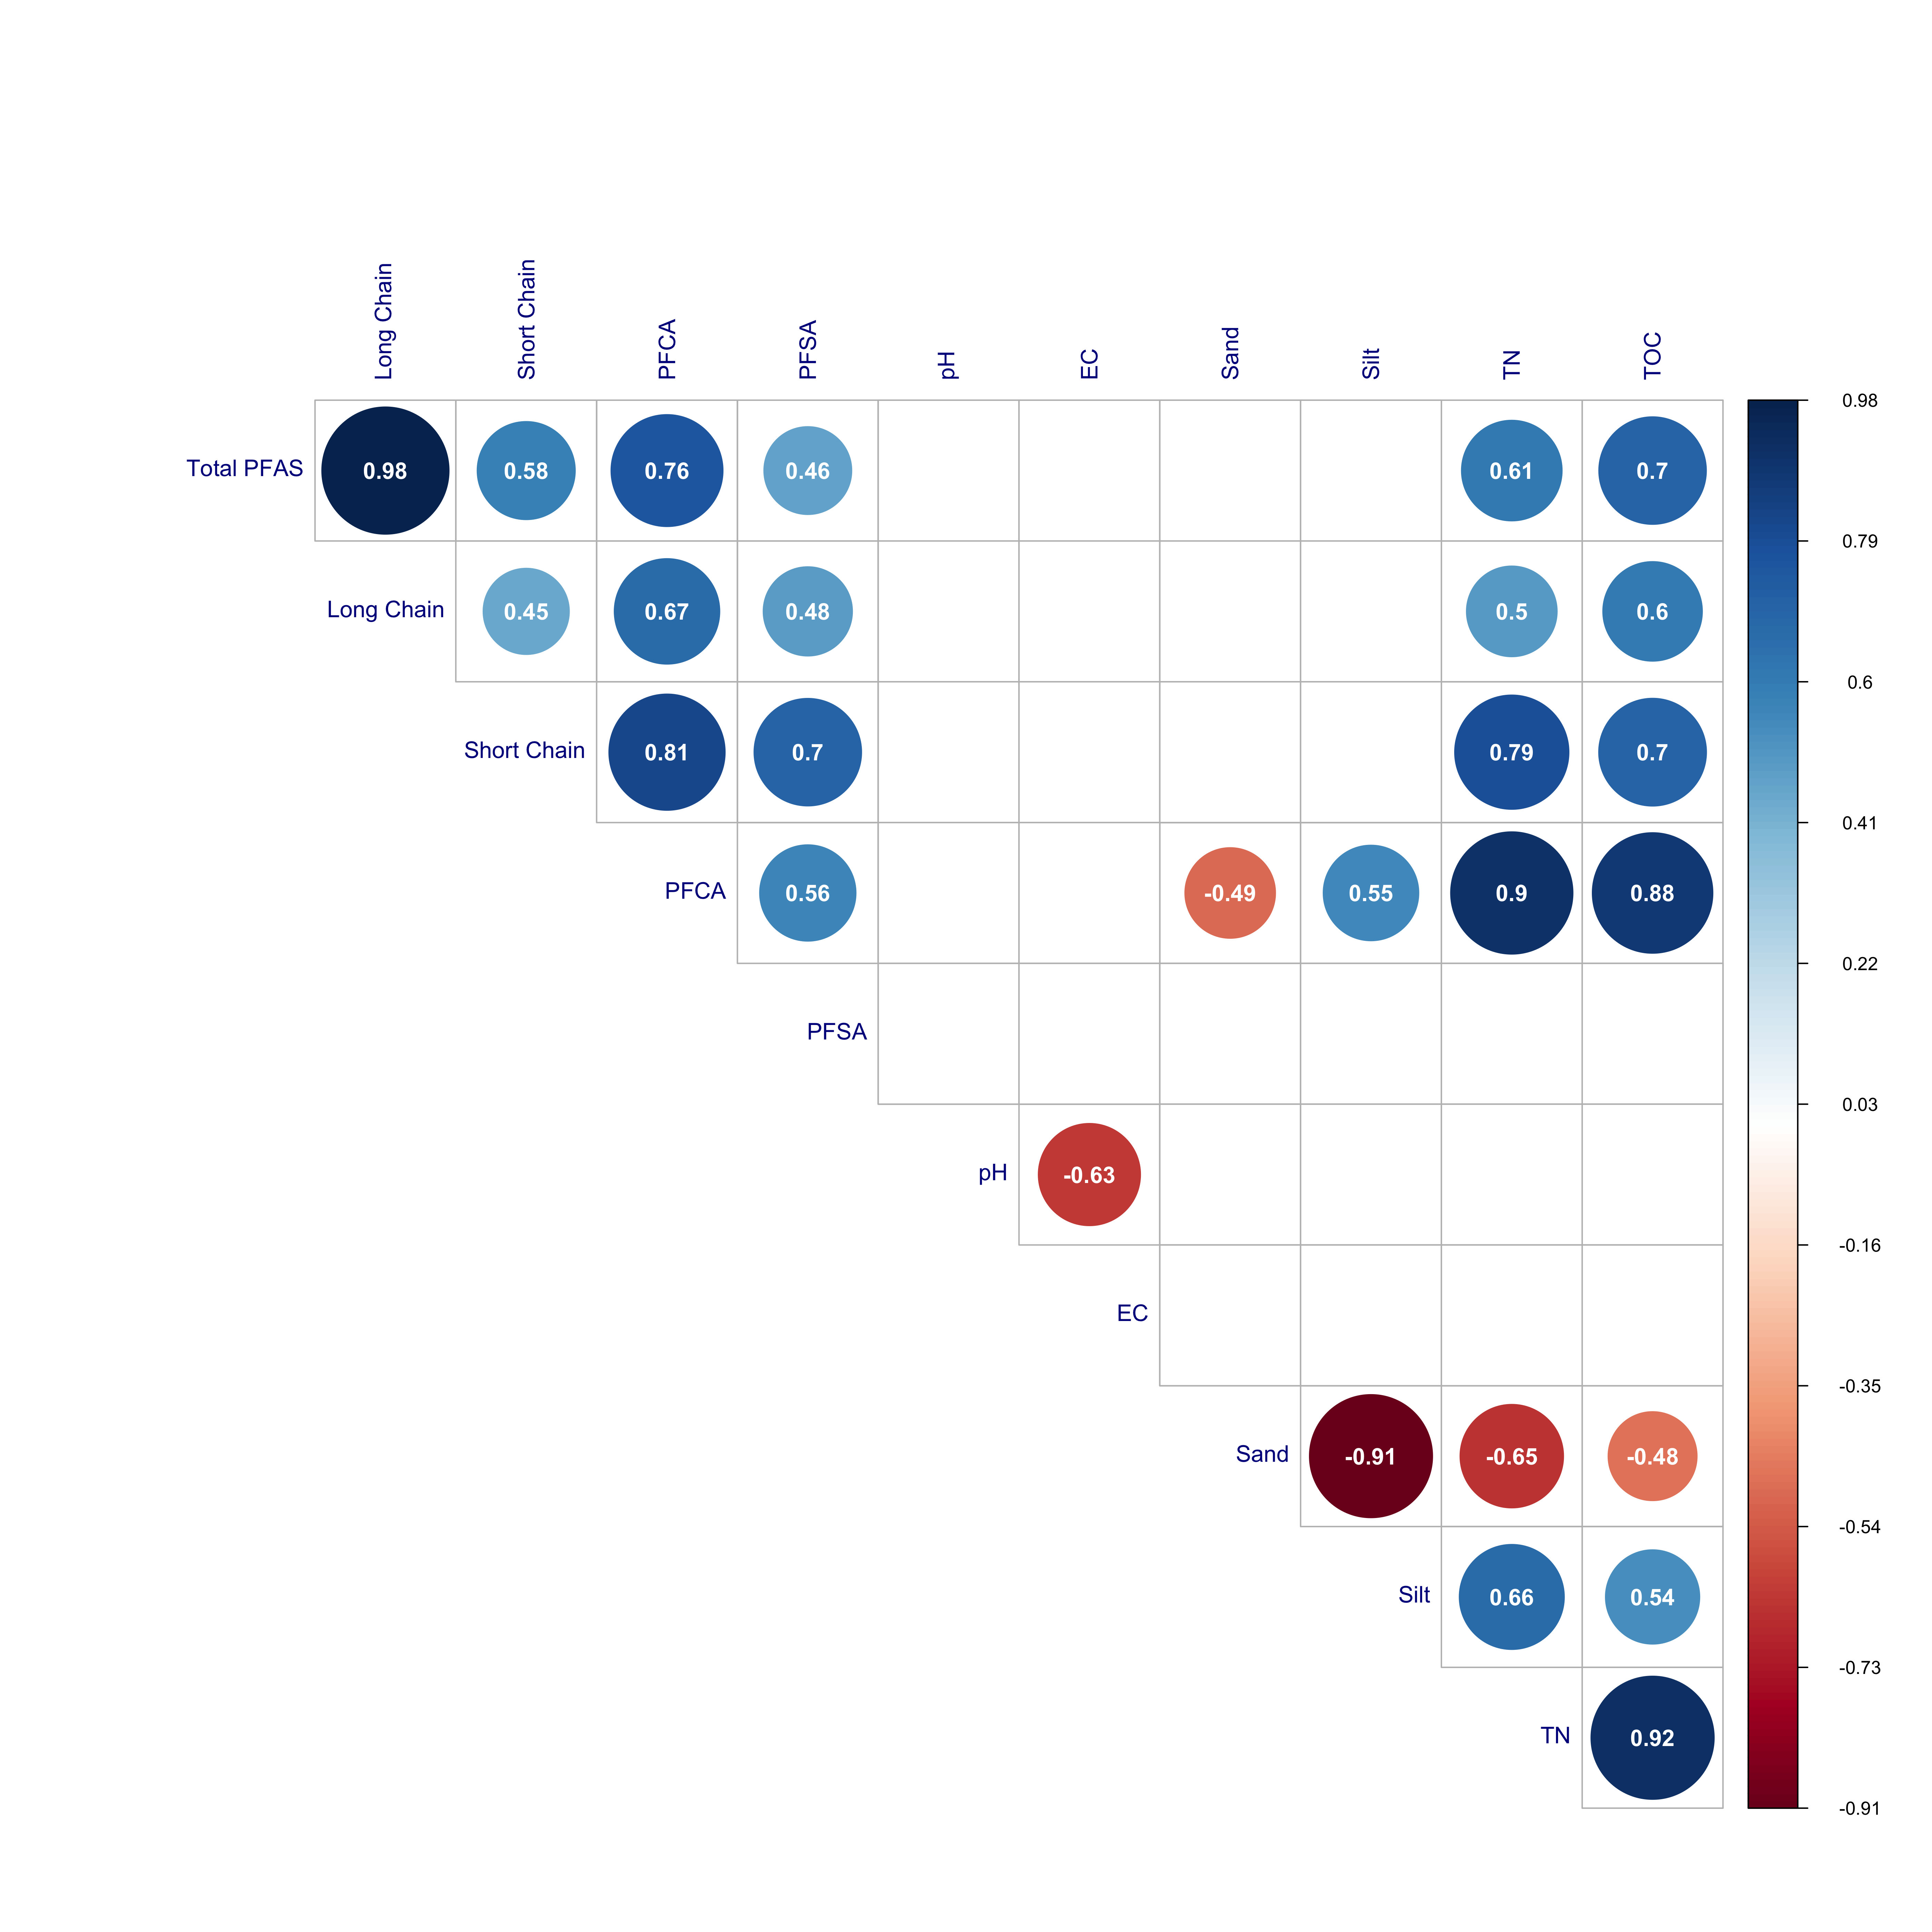 Long Chain
Short Chain
PFCA
PFSA
pH
EC
Sand
Silt
TN
TOC
Total PFAS
0.98
0.58
0.76
0.46
0.61
0.7
Long Chain
0.45
0.67
0.48
0.5
0.6
Short Chain
0.81
0.7
0.79
0.7
PFCA
0.56
-0.49
0.55
0.9
0.88
PFSA
pH
-0.63
EC
Sand
-0.91
-0.65
-0.48
Silt
0.66
0.54
TN
0.92
0.98
0.79
0.6
0.41
0.22
0.03
-0.16
-0.35
-0.54
-0.73
-0.91